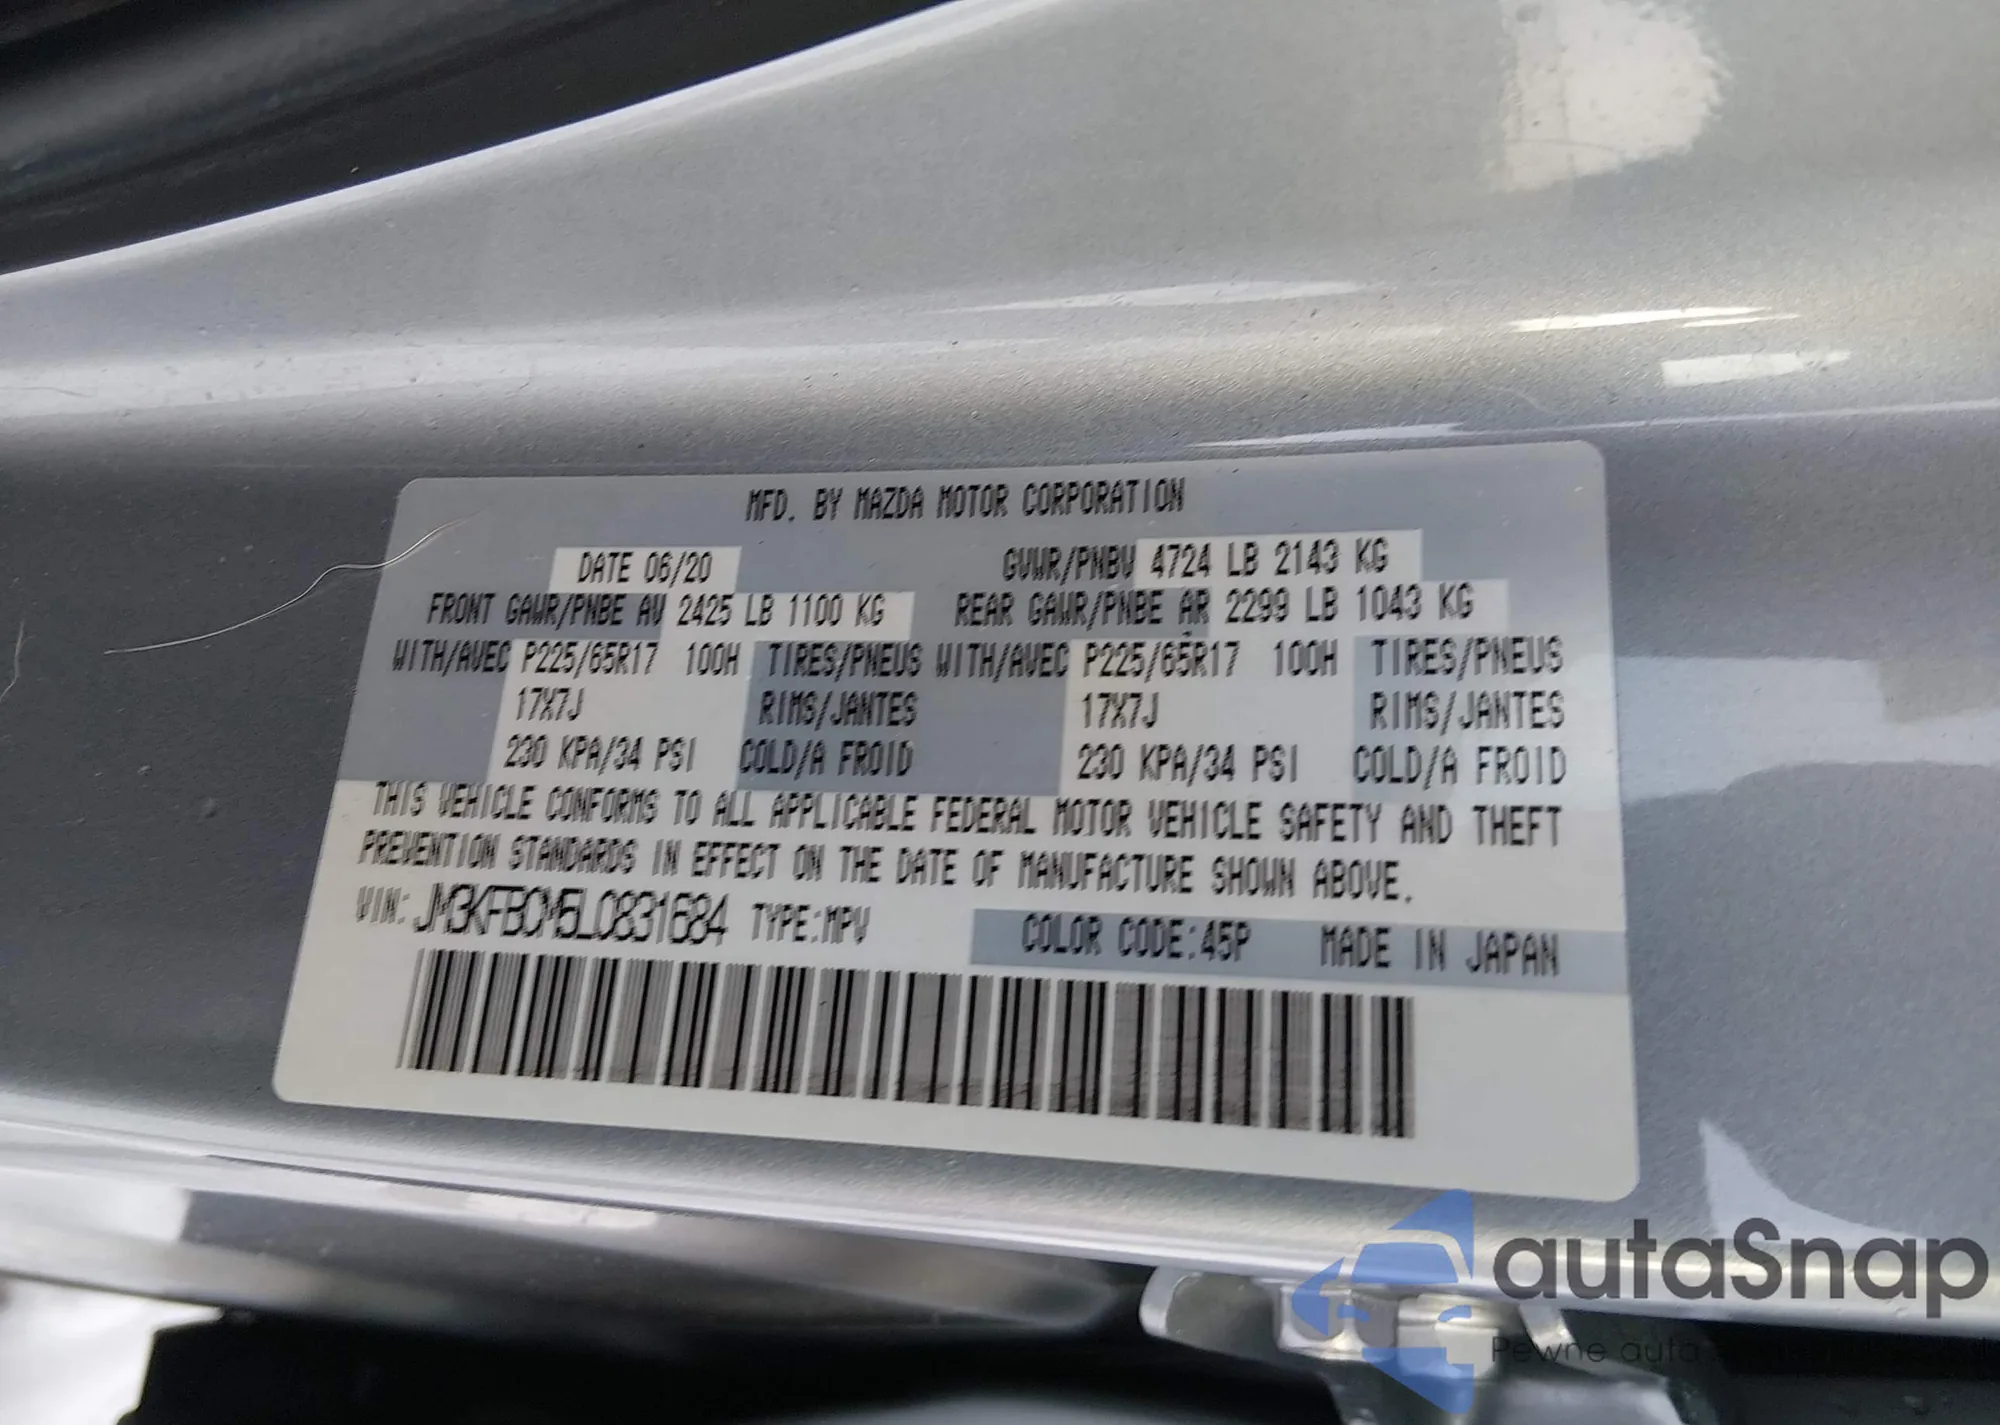 MFD. BY MAZDA MOTOR CORPORATION
DATE 06/20 GVWR/PNBV 4724 LB 2143 KG
FRONT GAWR/PNBE AV 2425 LB 1100 KG REAR GAWR/PNBE AR 2299 LB 1043 KG
WITH/AVEC P225/65R17 100H TIRES/PNEUS WITH/AVEC P225/65R17 100H TIRES/PNEUS
17X7J RIMS/JANTES 17X7J RIMS/JANTES
230 KPA/34 PSI COLD/A FROID 230 KPA/34 PSI COLD/A FROID
THIS VEHICLE CONFORMS TO ALL APPLICABLE FEDERAL MOTOR VEHICLE SAFETY AND THEFT
PREVENTION STANDARDS IN EFFECT ON THE DATE OF MANUFACTURE SHOWN ABOVE.
VIN: JM3KFBCM5L0831684 TYPE:MPV COLOR CODE:45P MADE IN JAPAN
autaSnap
Pewne auta